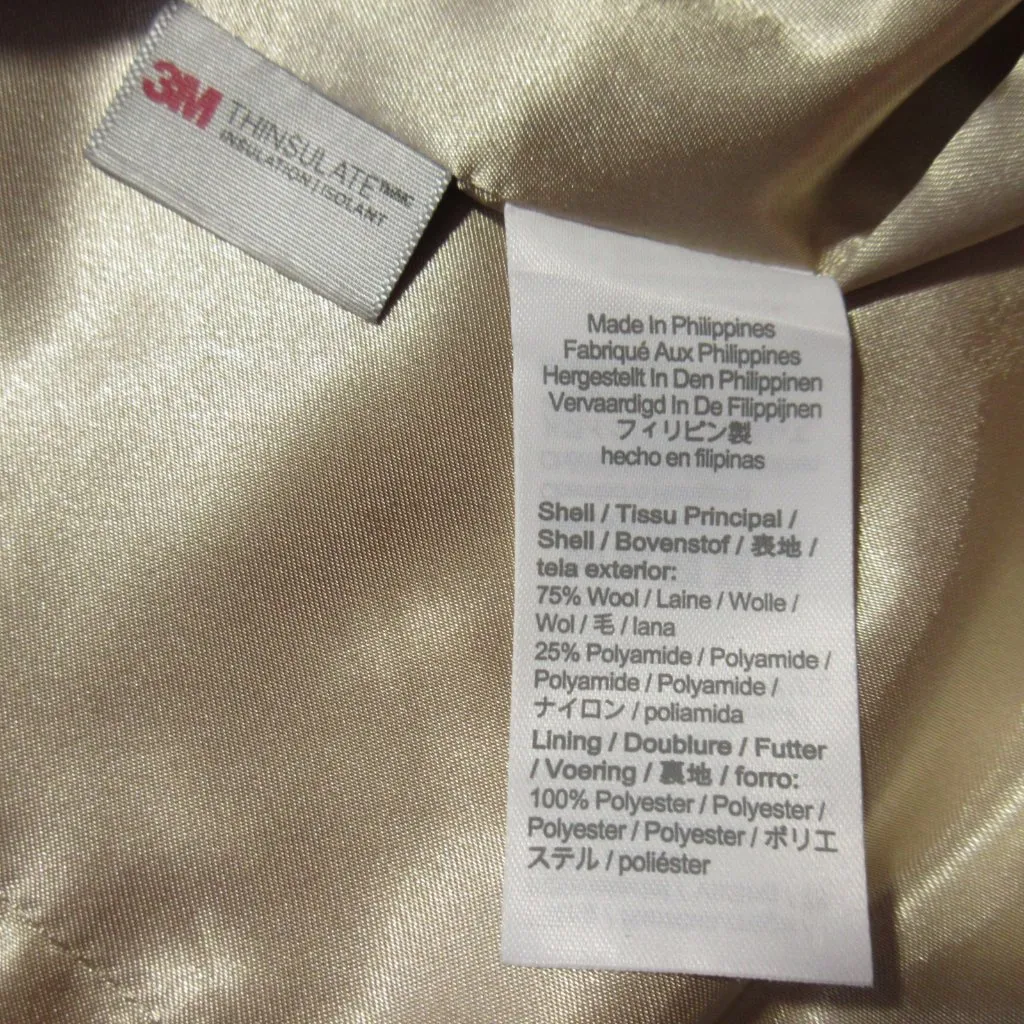 3M THINSULATE
INSULATION | ISOLANT
Made In Philippines
Fabriqué Aux Philippines
Hergestellt In Den Philippinen
Vervaardigd In De Filippijnen
フィリピン製
hecho en filipinas
Shell / Tissu Principal /
Shell / Bovenstof / 表地 /
tela exterior:
75% Wool / Laine / Wolle /
Wol / 毛 / lana
25% Polyamide / Polyamide /
Polyamide / Polyamide /
ナイロン / poliamida
Lining / Doublure / Futter
/ Voering / 裏地 / forro:
100% Polyester / Polyester /
Polyester / Polyester / ポリエ
ステル / poliéster